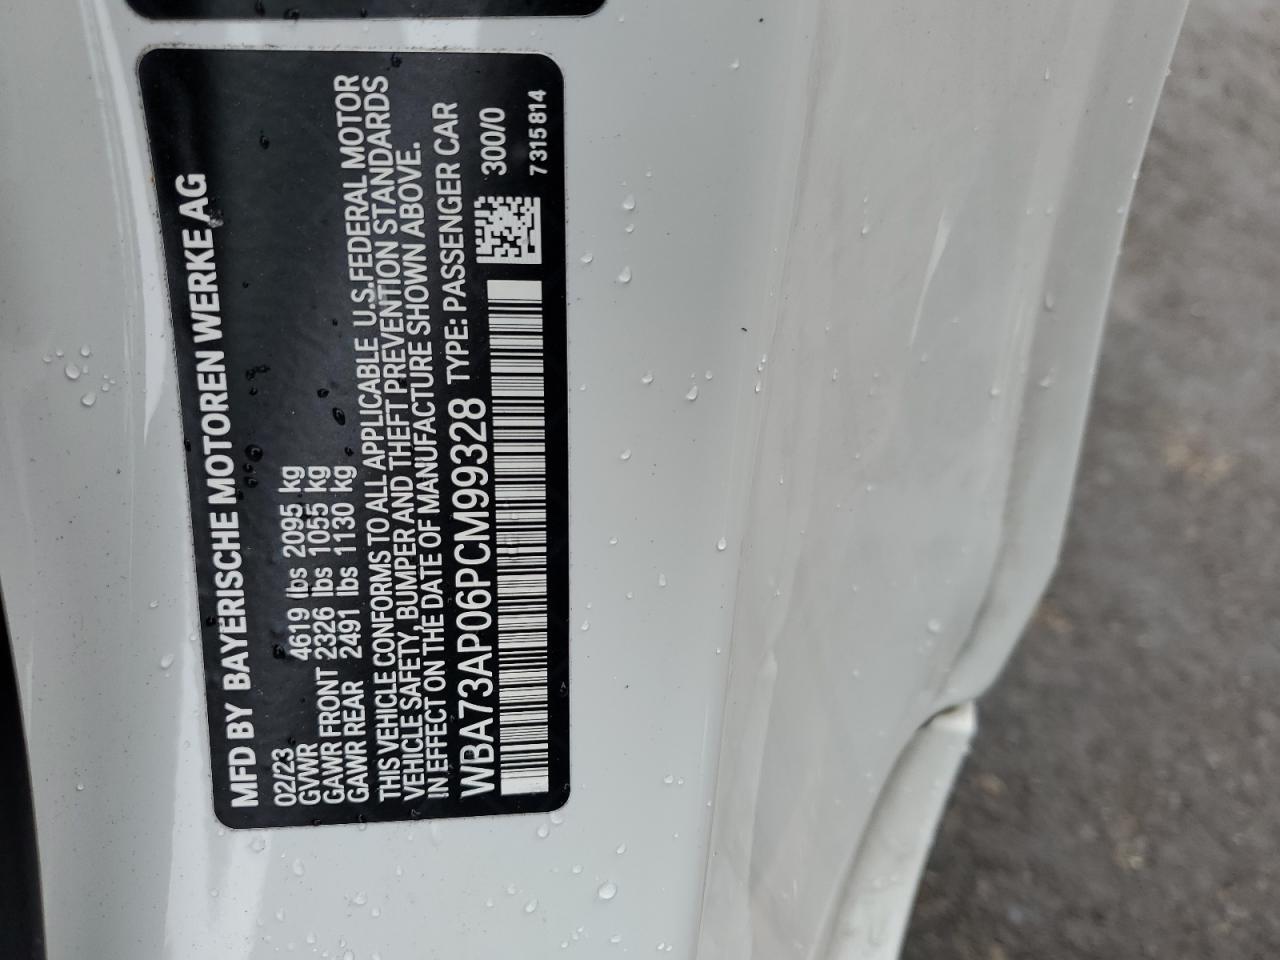 MFD BY BAYERISCHE MOTOREN WERKE AG
02/23
GVWR 4619 lbs 2095 kg
GAWR FRONT 2326 lbs 1055 kg
GAWR REAR 2491 lbs 1130 kg
THIS VEHICLE CONFORMS TO ALL APPLICABLE U.S.FEDERAL MOTOR
VEHICLE SAFETY, BUMPER AND THEFT PREVENTION STANDARDS
IN EFFECT ON THE DATE OF MANUFACTURE SHOWN ABOVE.
WBA73AP06PCM99328 TYPE: PASSENGER CAR
300/0
7315814